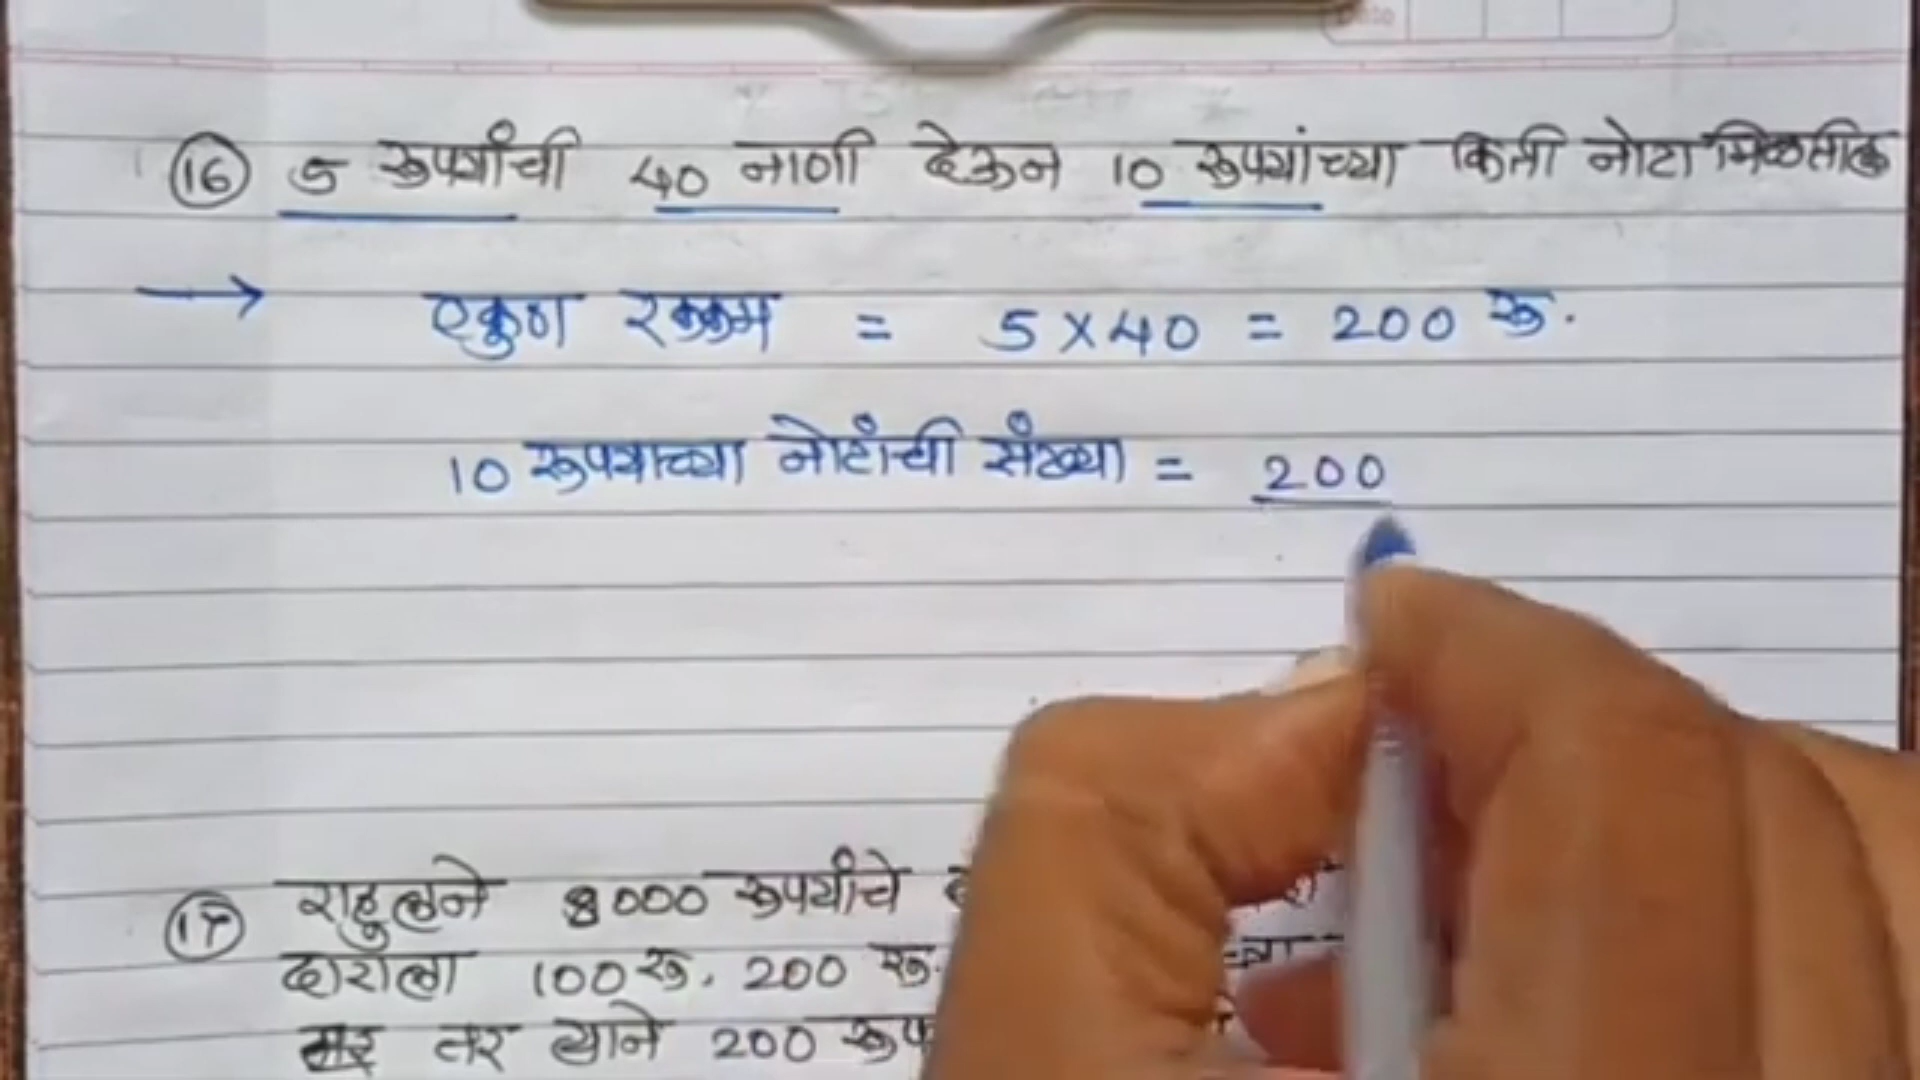 16 5 रुपयांची 40 नाणी देऊन 10 रुपयांच्या किती नोटा मिळतील
→ एकुण रक्कम = 5 × 40 = 200 रु.
10 रुपयाच्या नोटांची संख्या = 200
17 राहुलने 8000 रुपयांचे
दाराला 100 रु. 200 रु.
तर त्याने 200